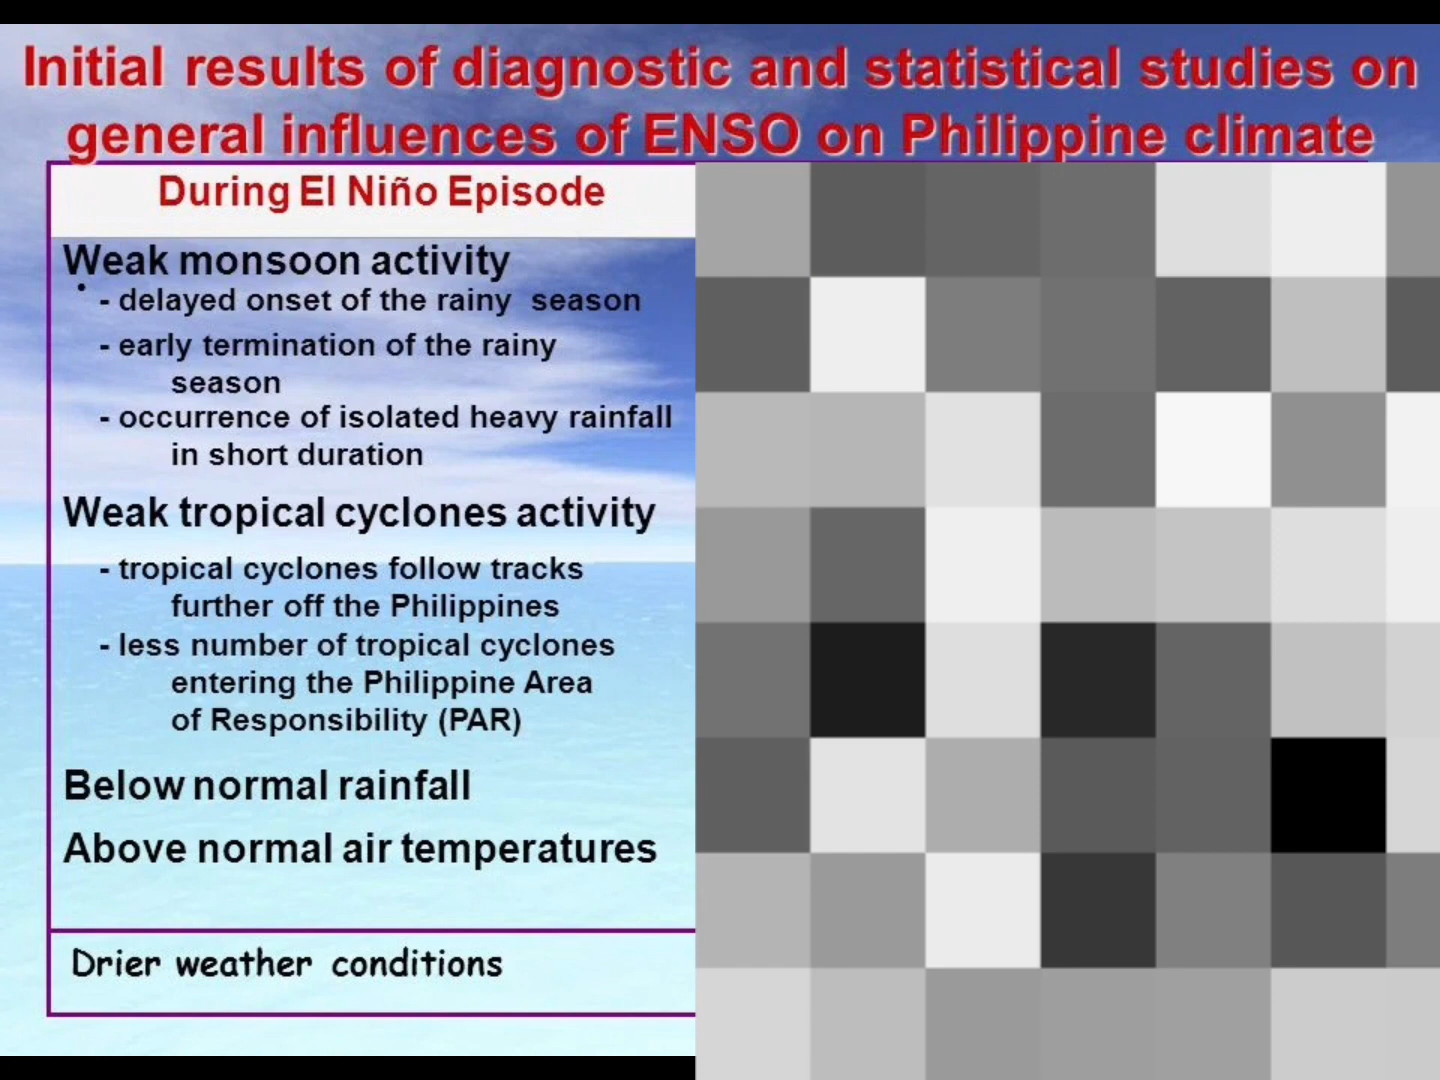 Initial results of diagnostic and statistical studies on
general influences of ENSO on Philippine climate
During El Niño Episode
Weak monsoon activity
- delayed onset of the rainy season
- early termination of the rainy
season
- occurrence of isolated heavy rainfall
in short duration
Weak tropical cyclones activity
- tropical cyclones follow tracks
further off the Philippines
- less number of tropical cyclones
entering the Philippine Area
of Responsibility (PAR)
Below normal rainfall
Above normal air temperatures
Drier weather conditions